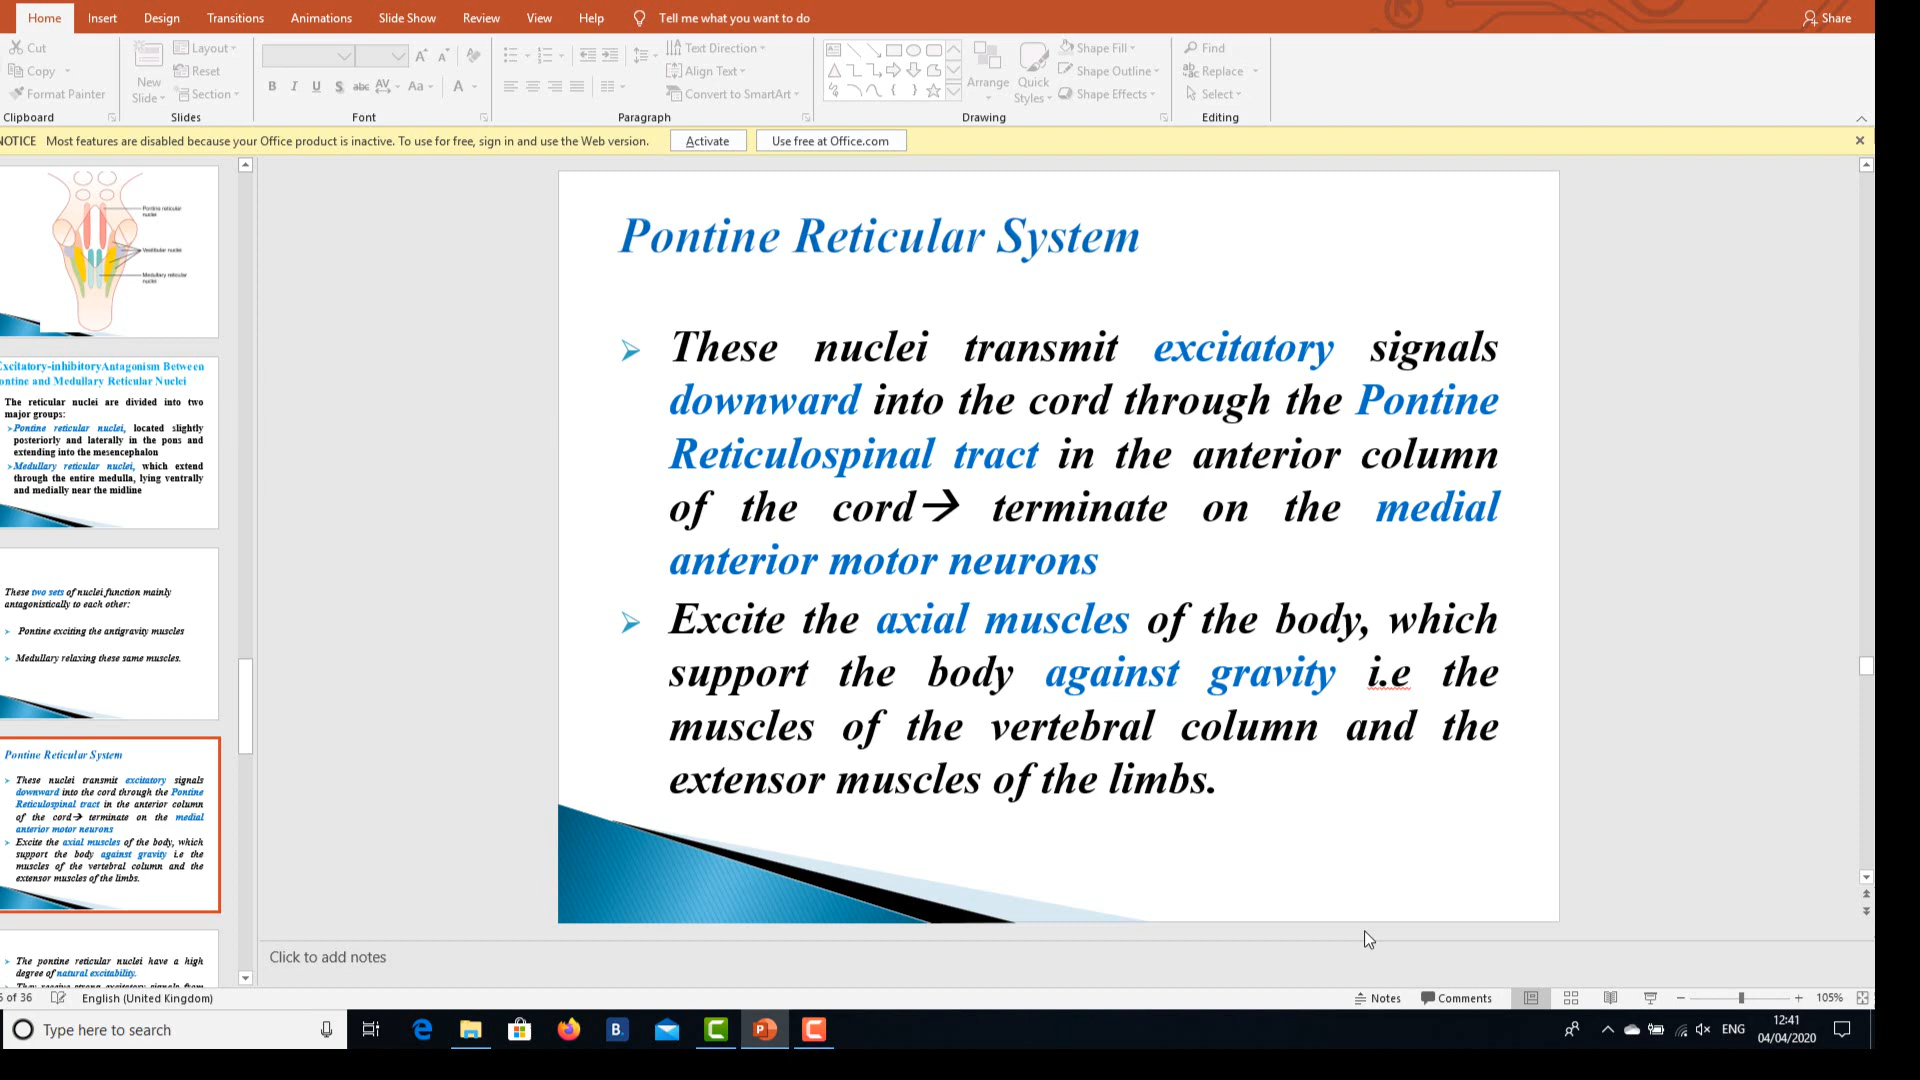 Home Insert Design Transitions Animations Slide Show Review View Help Tell me what you want to do Share
Cut
Copy
Format Painter
Clipboard
New
Slide
Layout
Reset
Section
Slides
B I U S abc AV Aa A
Font
Text Direction
Align Text
Convert to SmartArt
Paragraph
Arrange
Quick
Styles
Shape Fill
Shape Outline
Shape Effects
Drawing
Find
Replace
Select
Editing
NOTICE Most features are disabled because your Office product is inactive. To use for free, sign in and use the Web version. Activate Use free at Office.com
Pontine reticular
nuclei
Vestibular nuclei
Medullary reticular
nuclei
Excitatory-inhibitoryAntagonism Between
ontine and Medullary Reticular Nuclei
The reticular nuclei are divided into two
major groups:
Pontine reticular nuclei, located slightly
posteriorly and laterally in the pons and
extending into the mesencephalon
Medullary reticular nuclei, which extend
through the entire medulla, lying ventrally
and medially near the midline
These two sets of nuclei function mainly
antagonistically to each other:
Pontine exciting the antigravity muscles
Medullary relaxing these same muscles.
Pontine Reticular System
These nuclei transmit excitatory signals
downward into the cord through the Pontine
Reticulospinal tract in the anterior column
of the cord→ terminate on the medial
anterior motor neurons
Excite the axial muscles of the body, which
support the body against gravity i.e the
muscles of the vertebral column and the
extensor muscles of the limbs.
The pontine reticular nuclei have a high
degree of natural excitability.
Pontine Reticular System
➢ These nuclei transmit excitatory signals
downward into the cord through the Pontine
Reticulospinal tract in the anterior column
of the cord→ terminate on the medial
anterior motor neurons
➢ Excite the axial muscles of the body, which
support the body against gravity i.e the
muscles of the vertebral column and the
extensor muscles of the limbs.
Click to add notes
of 36 English (United Kingdom) Notes Comments 105%
Type here to search
ENG
12:41
04/04/2020